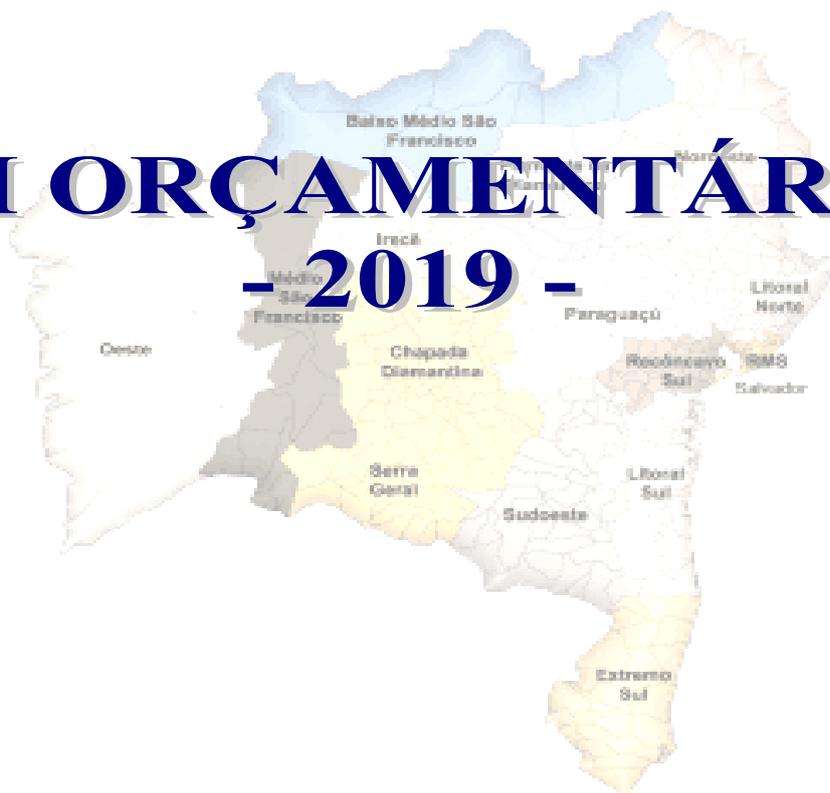 Baixo Médio São
Francisco
Nordeste
I ORÇAMENTÁR
Irecê
- 2019 -
Médio
São
Francisco
Litoral
Norte
Paraguaçú
Oeste
Chapada
Diamantina
Recôncavo
Sul
RMS
Salvador
Serra
Geral
Litoral
Sul
Sudoeste
Extremo
Sul